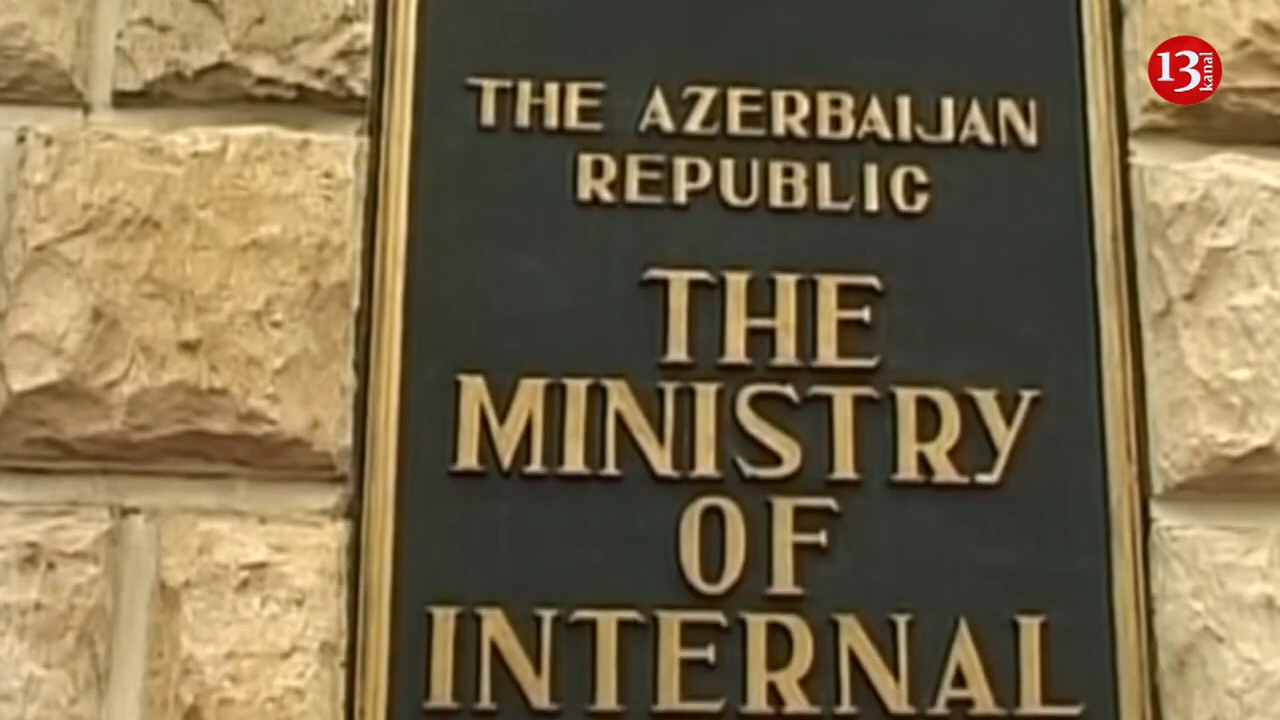 13 kanal
THE AZERBAIJAN
REPUBLIC
THE
MINISTRY
OF
INTERNAL